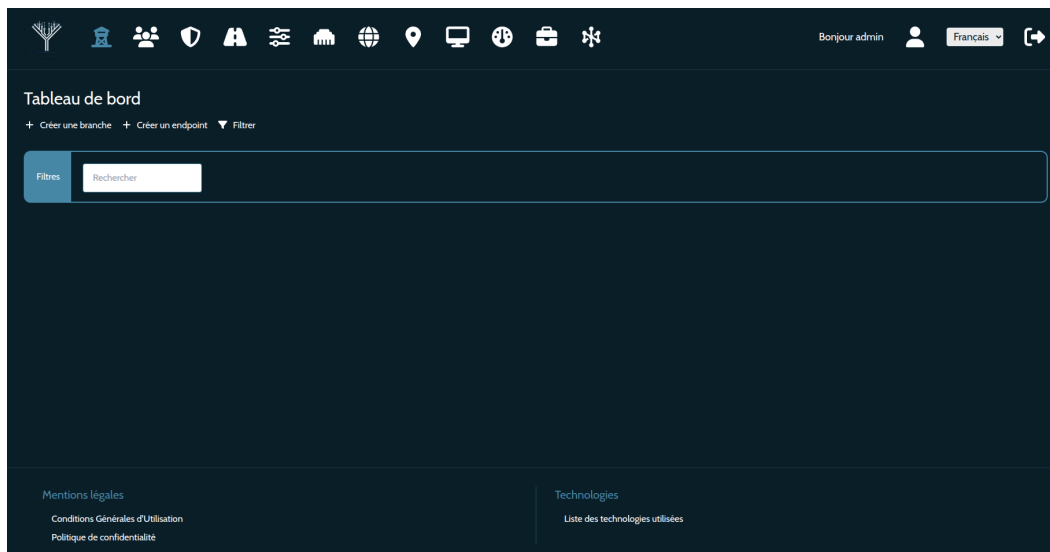 Bonjour admin
Français
Tableau de bord
+ Créer une branche + Créer un endpoint Filtrer
Filtres
Rechercher
Mentions légales
Conditions Générales d'Utilisation
Politique de confidentialité
Technologies
Liste des technologies utilisées